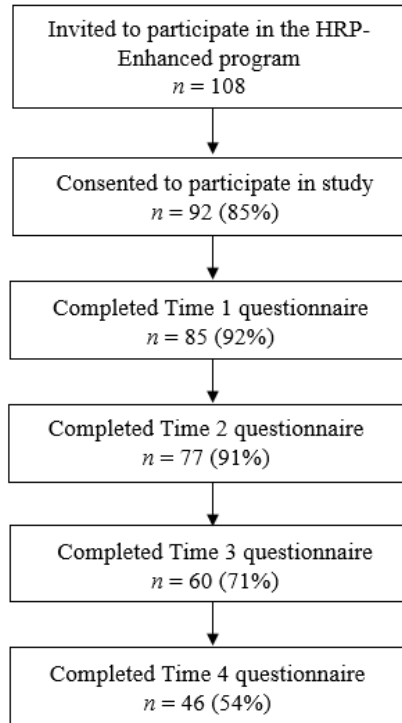 Invited to participate in the HRP-
Enhanced program
n = 108
Consented to participate in study
n = 92 (85%)
Completed Time 1 questionnaire
n = 85 (92%)
Completed Time 2 questionnaire
n = 77 (91%)
Completed Time 3 questionnaire
n = 60 (71%)
Completed Time 4 questionnaire
n = 46 (54%)